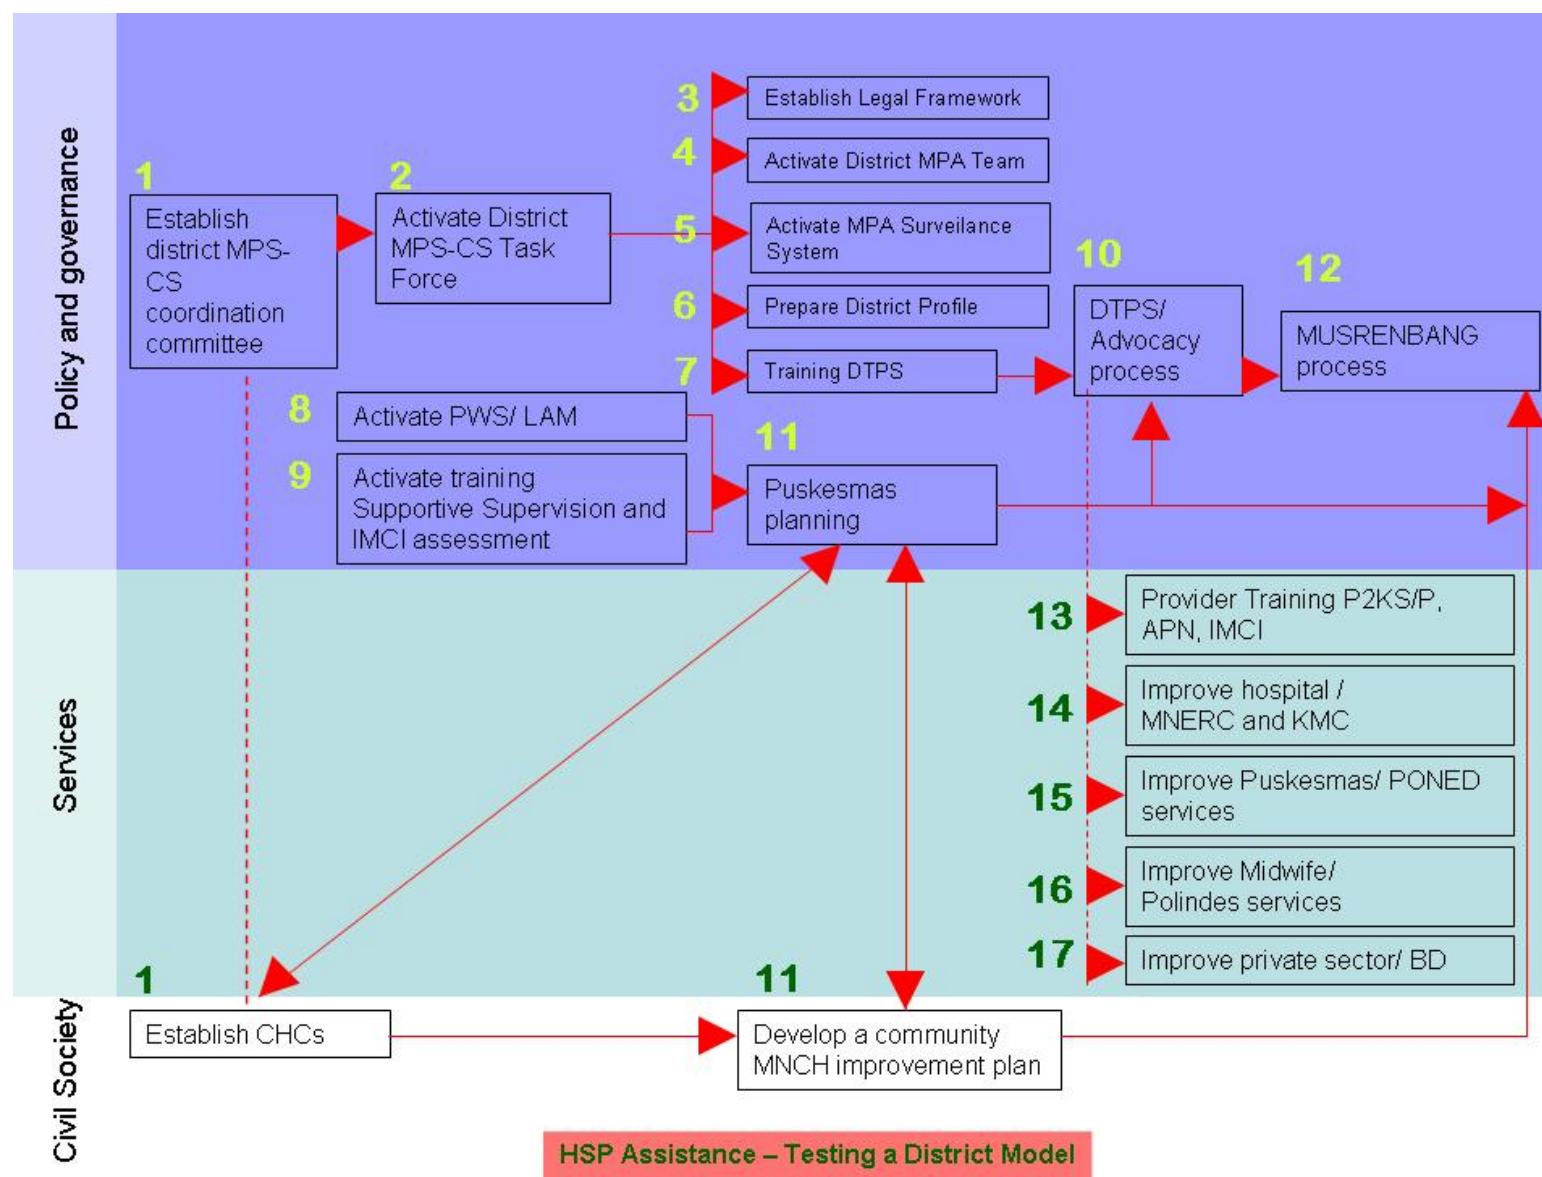 Policy and governance
1
Establish
district MPS-
CS
coordination
committee
2
Activate District
MPS-CS Task
Force
3
Establish Legal Framework
4
Activate District MPA Team
5
Activate MPA Surveilance
System
6
Prepare District Profile
7
Training DTPS
8
Activate PWS/ LAM
9
Activate training
Supportive Supervision and
IMCI assessment
10
DTPS/
Advocacy
process
11
Puskesmas
planning
12
MUSRENBANG
process
Services
13
Provider Training P2KS/P,
APN, IMCI
14
Improve hospital /
MNERC and KMC
15
Improve Puskesmas/ PONED
services
16
Improve Midwife/
Polindes services
17
Improve private sector/ BD
Civil Society
1
Establish CHCs
11
Develop a community
MNCH improvement plan
HSP Assistance – Testing a District Model